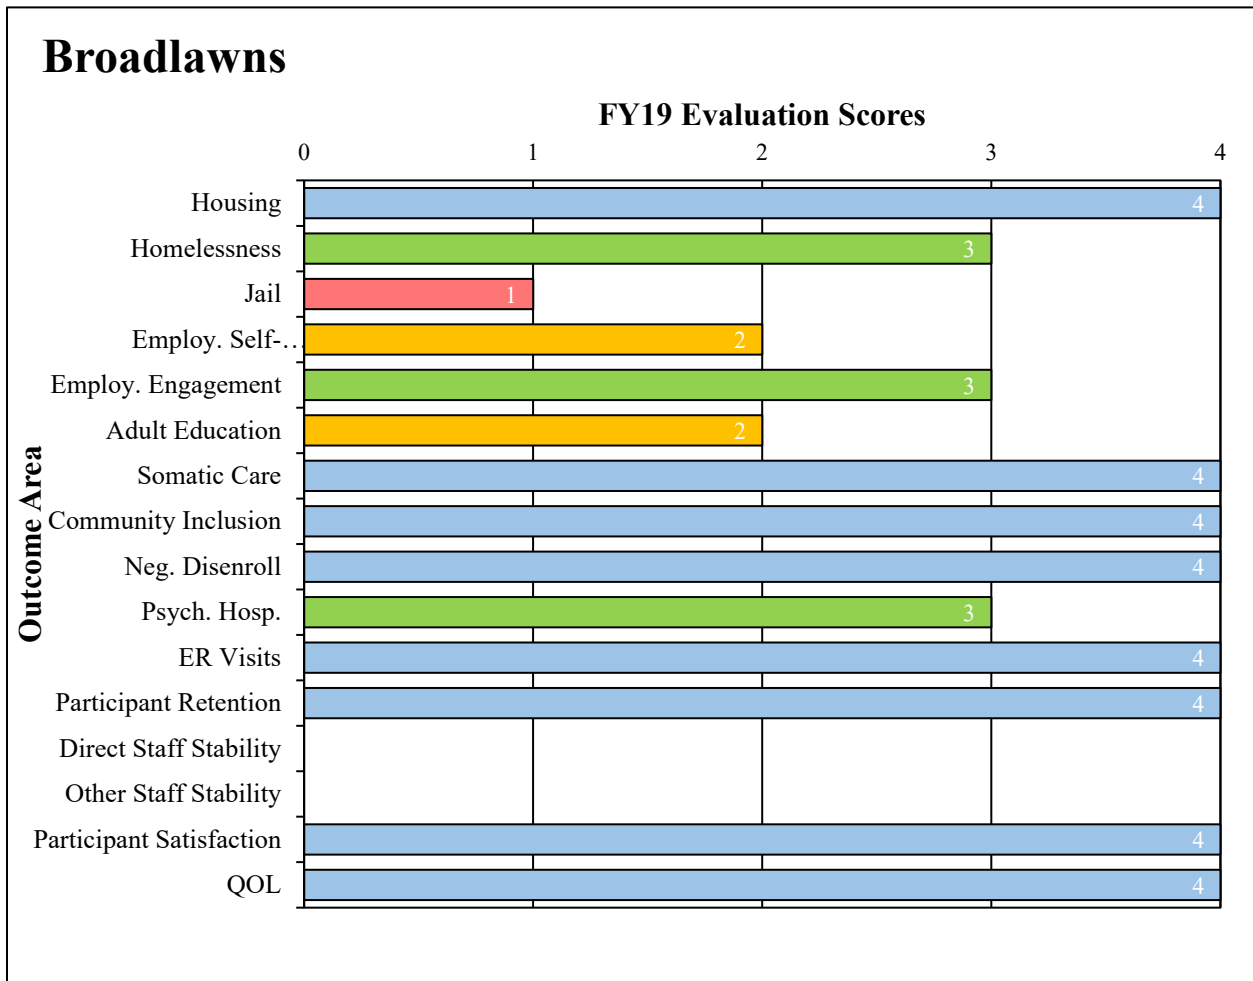 Broadlawns
FY19 Evaluation Scores
0 1 2 3 4
Outcome Area
Housing 4
Homelessness 3
Jail 1
Employ. Self-… 2
Employ. Engagement 3
Adult Education 2
Somatic Care 4
Community Inclusion 4
Neg. Disenroll 4
Psych. Hosp. 3
ER Visits 4
Participant Retention 4
Direct Staff Stability
Other Staff Stability
Participant Satisfaction 4
QOL 4